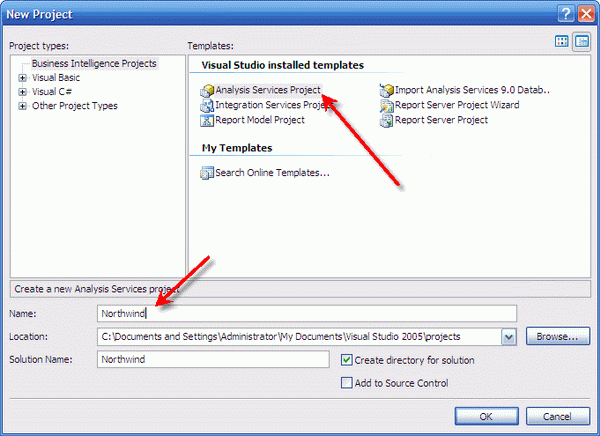 New Project
Project types:
Templates:
Business Intelligence Projects
Visual Basic
Visual C#
Other Project Types
Visual Studio installed templates
Analysis Services Project
Import Analysis Services 9.0 Datab...
Integration Services Proje
Report Server Project Wizard
Report Model Project
Report Server Project
My Templates
Search Online Templates...
Create a new Analysis Services project
Name:
Northwind
Location:
C:\Documents and Settings\Administrator\My Documents\Visual Studio 2005\projects
Browse...
Solution Name:
Northwind
Create directory for solution
Add to Source Control
OK
Cancel